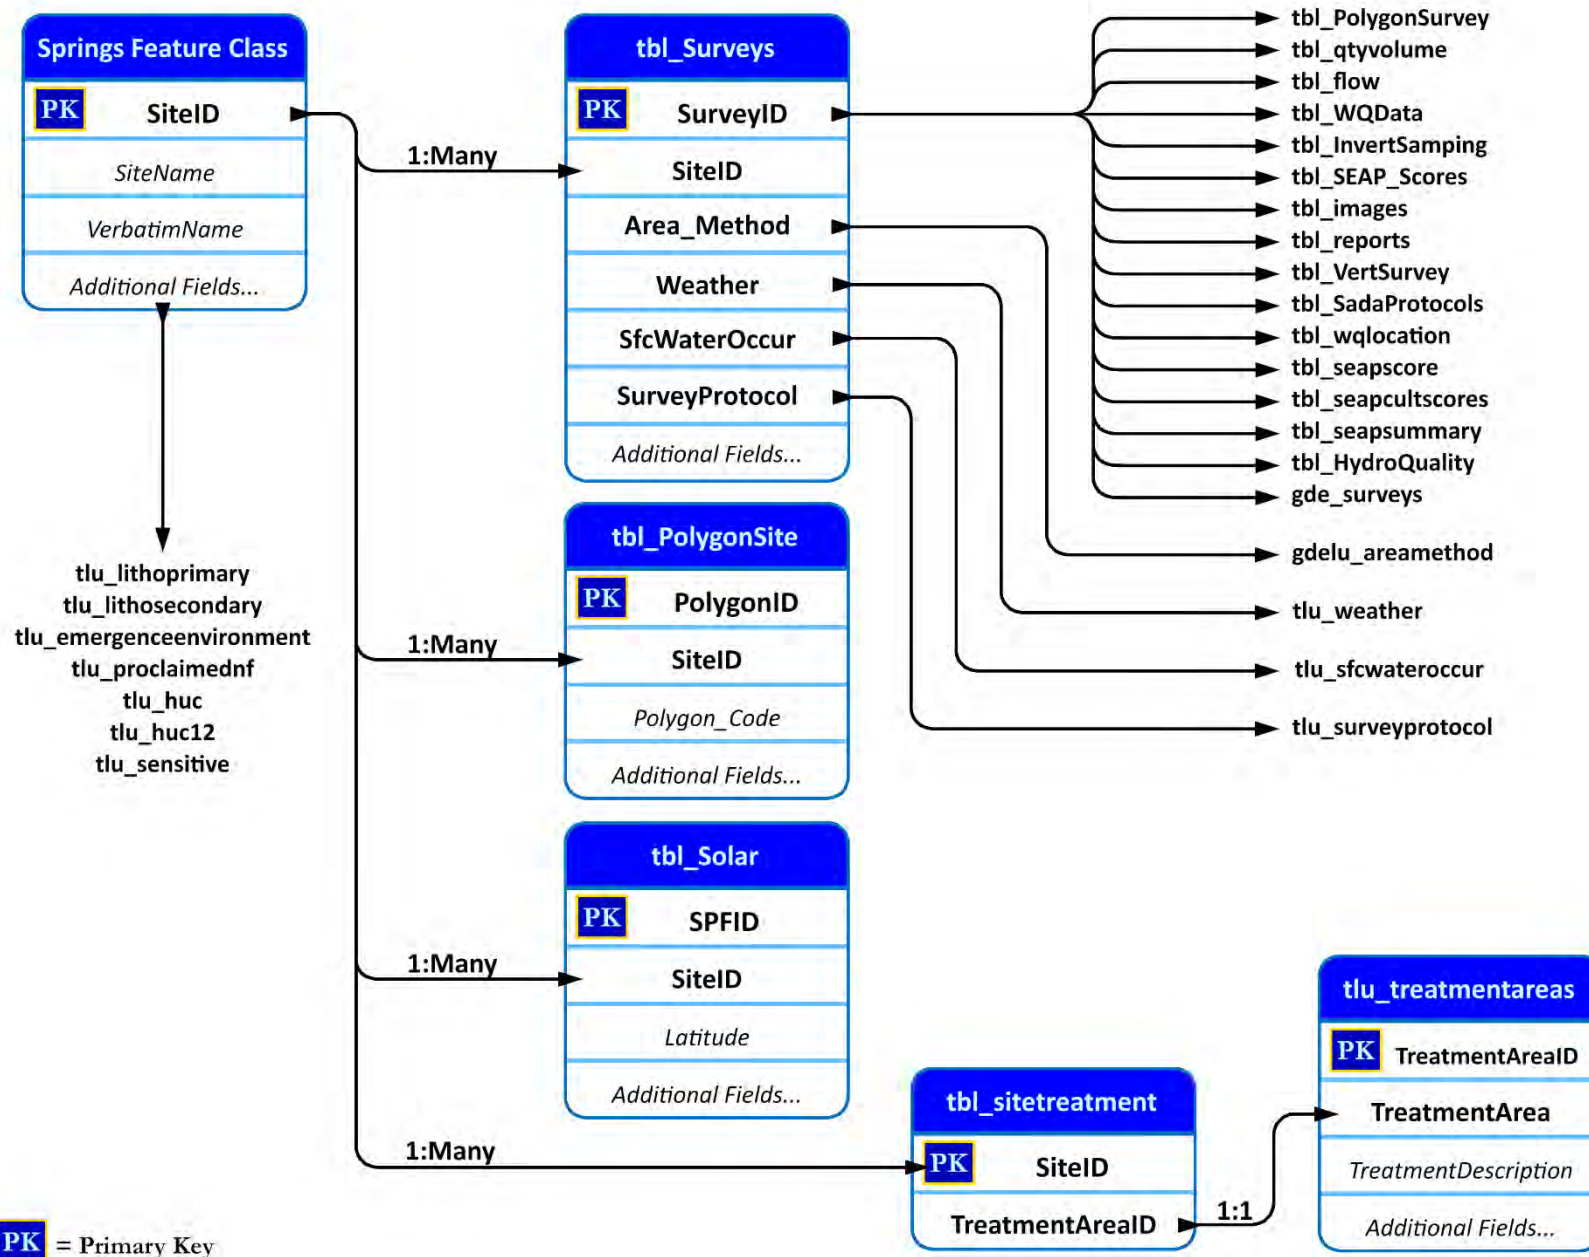 Springs Feature Class
PK SiteID
SiteName
VerbatimName
Additional Fields...
tlu_lithoprimary
tlu_lithosecondary
tlu_emergenceenvironment
tlu_proclaimednf
tlu_huc
tlu_huc12
tlu_sensitive
1:Many
1:Many
1:Many
1:Many
tbl_Surveys
PK SurveyID
SiteID
Area_Method
Weather
SfcWaterOccur
SurveyProtocol
Additional Fields...
tbl_PolygonSurvey
tbl_qtyvolume
tbl_flow
tbl_WQData
tbl_InvertSamping
tbl_SEAP_Scores
tbl_images
tbl_reports
tbl_VertSurvey
tbl_SadaProtocols
tbl_wqlocation
tbl_seapscore
tbl_seapcultscores
tbl_seapsummary
tbl_HydroQuality
gde_surveys
gdelu_areamethod
tlu_weather
tlu_sfcwateroccur
tlu_surveyprotocol
tbl_PolygonSite
PK PolygonID
SiteID
Polygon_Code
Additional Fields...
tbl_Solar
PK SPFID
SiteID
Latitude
Additional Fields...
tbl_sitetreatment
PK SiteID
TreatmentAreaID
1:1
tlu_treatmentareas
PK TreatmentAreaID
TreatmentArea
TreatmentDescription
Additional Fields...
PK = Primary Key